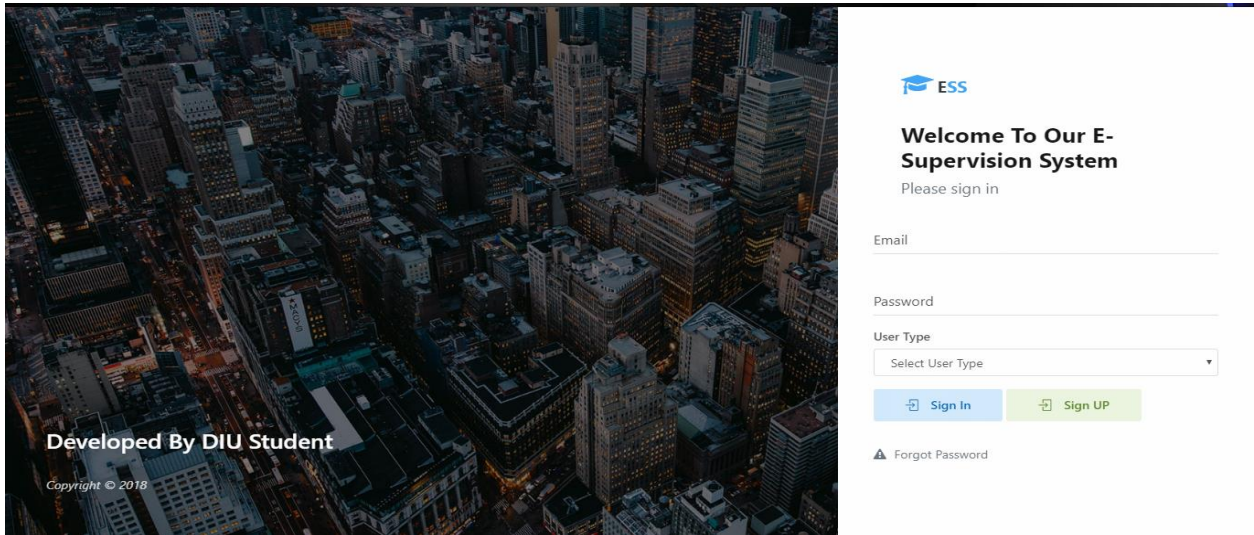 ESS
Welcome To Our E-
Supervision System
Please sign in
Email
Password
User Type
Select User Type
Sign In
Sign UP
Forgot Password
Developed By DIU Student
Copyright © 2018
★macy's